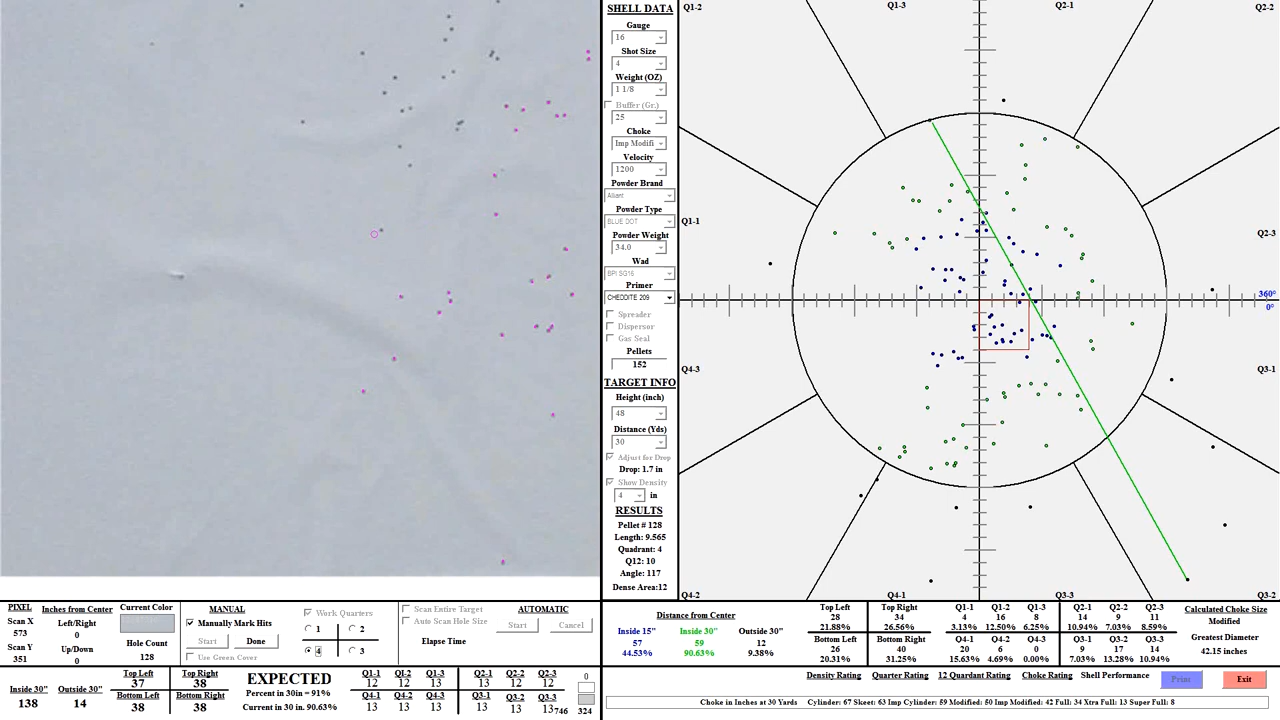 SHELL DATA
Gauge
16
Shot Size
4
Weight (OZ)
1 1/8
Buffer (Gr.)
25
Choke
Imp Modifi
Velocity
1200
Powder Brand
Alliant
Powder Type
BLUE DOT
Powder Weight
34.0
Wad
BPI SG16
Primer
CHEDDITE 209
Spreader
Dispersor
Gas Seal
Pellets
152
TARGET INFO
Height (inch)
48
Distance (Yds)
30
Adjust for Drop
Drop: 1.7 in
Show Density
4 in
RESULTS
Pellet # 128
Length: 9.565
Quadrant: 4
Q12: 10
Angle: 117
Dense Area:12
Q1-2 Q1-3 Q2-1 Q2-2
Q1-1 Q2-3
360°
0°
Q4-3 Q3-1
Q4-2 Q4-1 Q3-3 Q3-2
PIXEL
Scan X
573
Scan Y
351
Inches from Center
Left/Right
0
Up/Down
0
Current Color
Hole Count
128
MANUAL
Manually Mark Hits
Start Done
Use Green Cover
Work Quarters
1 2
4 3
Scan Entire Target
Auto Scan Hole Size
Elapse Time
AUTOMATIC
Start Cancel
Inside 30" Outside 30"
138 14
Top Left Top Right
37 38
Bottom Left Bottom Right
38 38
EXPECTED
Percent in 30in = 91%
Current in 30 in. 90.63%
Q1-1 Q1-2 Q1-3 Q2-1 Q2-2 Q2-3
12 12 13 12 12 12
Q4-1 Q4-2 Q4-3 Q3-1 Q3-2 Q3-3
13 13 13 13 13 13
0
746 324
Distance from Center
Inside 15" Inside 30" Outside 30"
57 59 12
44.53% 90.63% 9.38%
Top Left Top Right
28 34
21.88% 26.56%
Bottom Left Bottom Right
26 40
20.31% 31.25%
Q1-1 Q1-2 Q1-3 Q2-1 Q2-2 Q2-3
4 16 8 14 9 11
3.13% 12.50% 6.25% 10.94% 7.03% 8.59%
Q4-1 Q4-2 Q4-3 Q3-1 Q3-2 Q3-3
20 6 0 9 17 14
15.63% 4.69% 0.00% 7.03% 13.28% 10.94%
Calculated Choke Size
Modified
Greatest Diameter
42.15 inches
Density Rating Quarter Rating 12 Quardant Rating Choke Rating Shell Performance
Print Exit
Choke in Inches at 30 Yards Cylinder: 67 Skeet: 63 Imp Cylinder: 59 Modified: 50 Imp Modified: 42 Full: 34 Xtra Full: 13 Super Full: 8